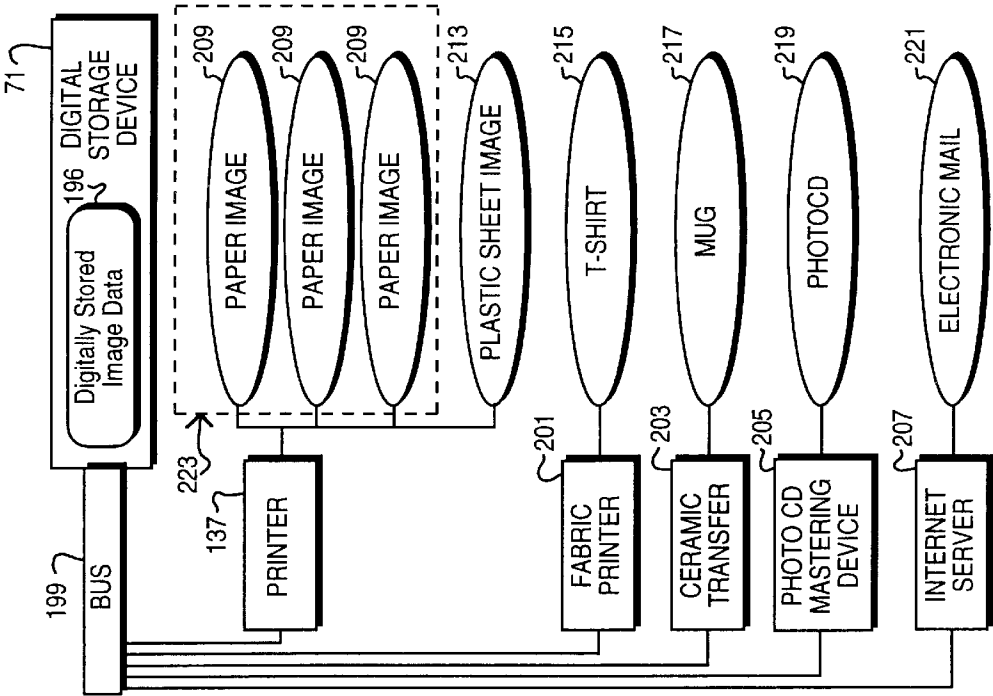 71
DIGITAL
STORAGE
DEVICE
196
Digitally Stored
Image Data
199
BUS
223
209
PAPER IMAGE
209
PAPER IMAGE
209
PAPER IMAGE
213
PLASTIC SHEET IMAGE
137
PRINTER
215
T-SHIRT
201
FABRIC
PRINTER
217
MUG
203
CERAMIC
TRANSFER
219
PHOTOCD
205
PHOTO CD
MASTERING
DEVICE
221
ELECTRONIC MAIL
207
INTERNET
SERVER